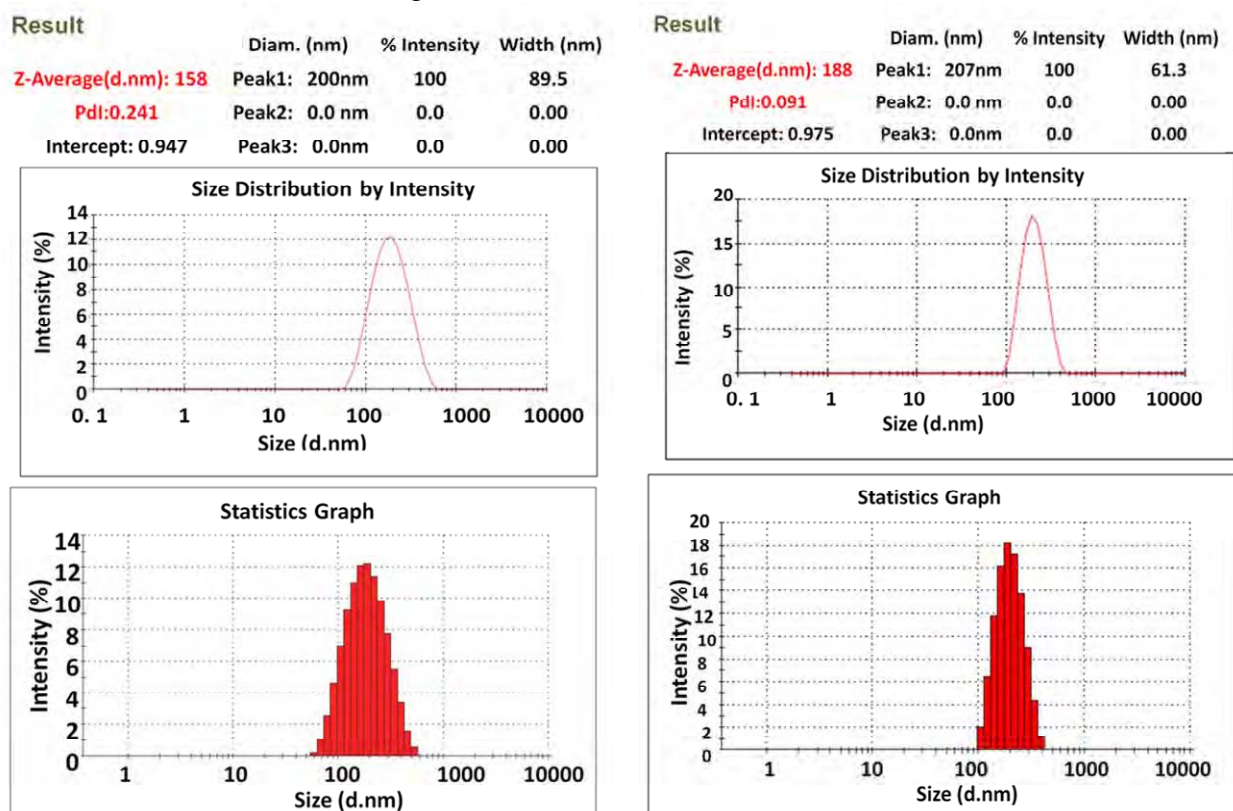 Result
Diam. (nm) % Intensity Width (nm)
Z-Average(d.nm): 158 Peak1: 200nm 100 89.5
PdI:0.241 Peak2: 0.0 nm 0.0 0.00
Intercept: 0.947 Peak3: 0.0nm 0.0 0.00
Size Distribution by Intensity
Intensity (%)
14
12
10
8
6
4
2
0
0. 1 1 10 100 1000 10000
Size (d.nm)
Statistics Graph
Intensity (%)
14
12
10
8
6
4
2
0
1 10 100 1000 10000
Size (d.nm)
Result
Diam. (nm) % Intensity Width (nm)
Z-Average(d.nm): 188 Peak1: 207nm 100 61.3
PdI:0.091 Peak2: 0.0 nm 0.0 0.00
Intercept: 0.975 Peak3: 0.0nm 0.0 0.00
Size Distribution by Intensity
Intensity (%)
20
15
10
5
0
0. 1 1 10 100 1000 10000
Size (d.nm)
Statistics Graph
Intensity (%)
20
18
16
14
12
10
8
6
4
2
0
1 10 100 1000 10000
Size (d.nm)